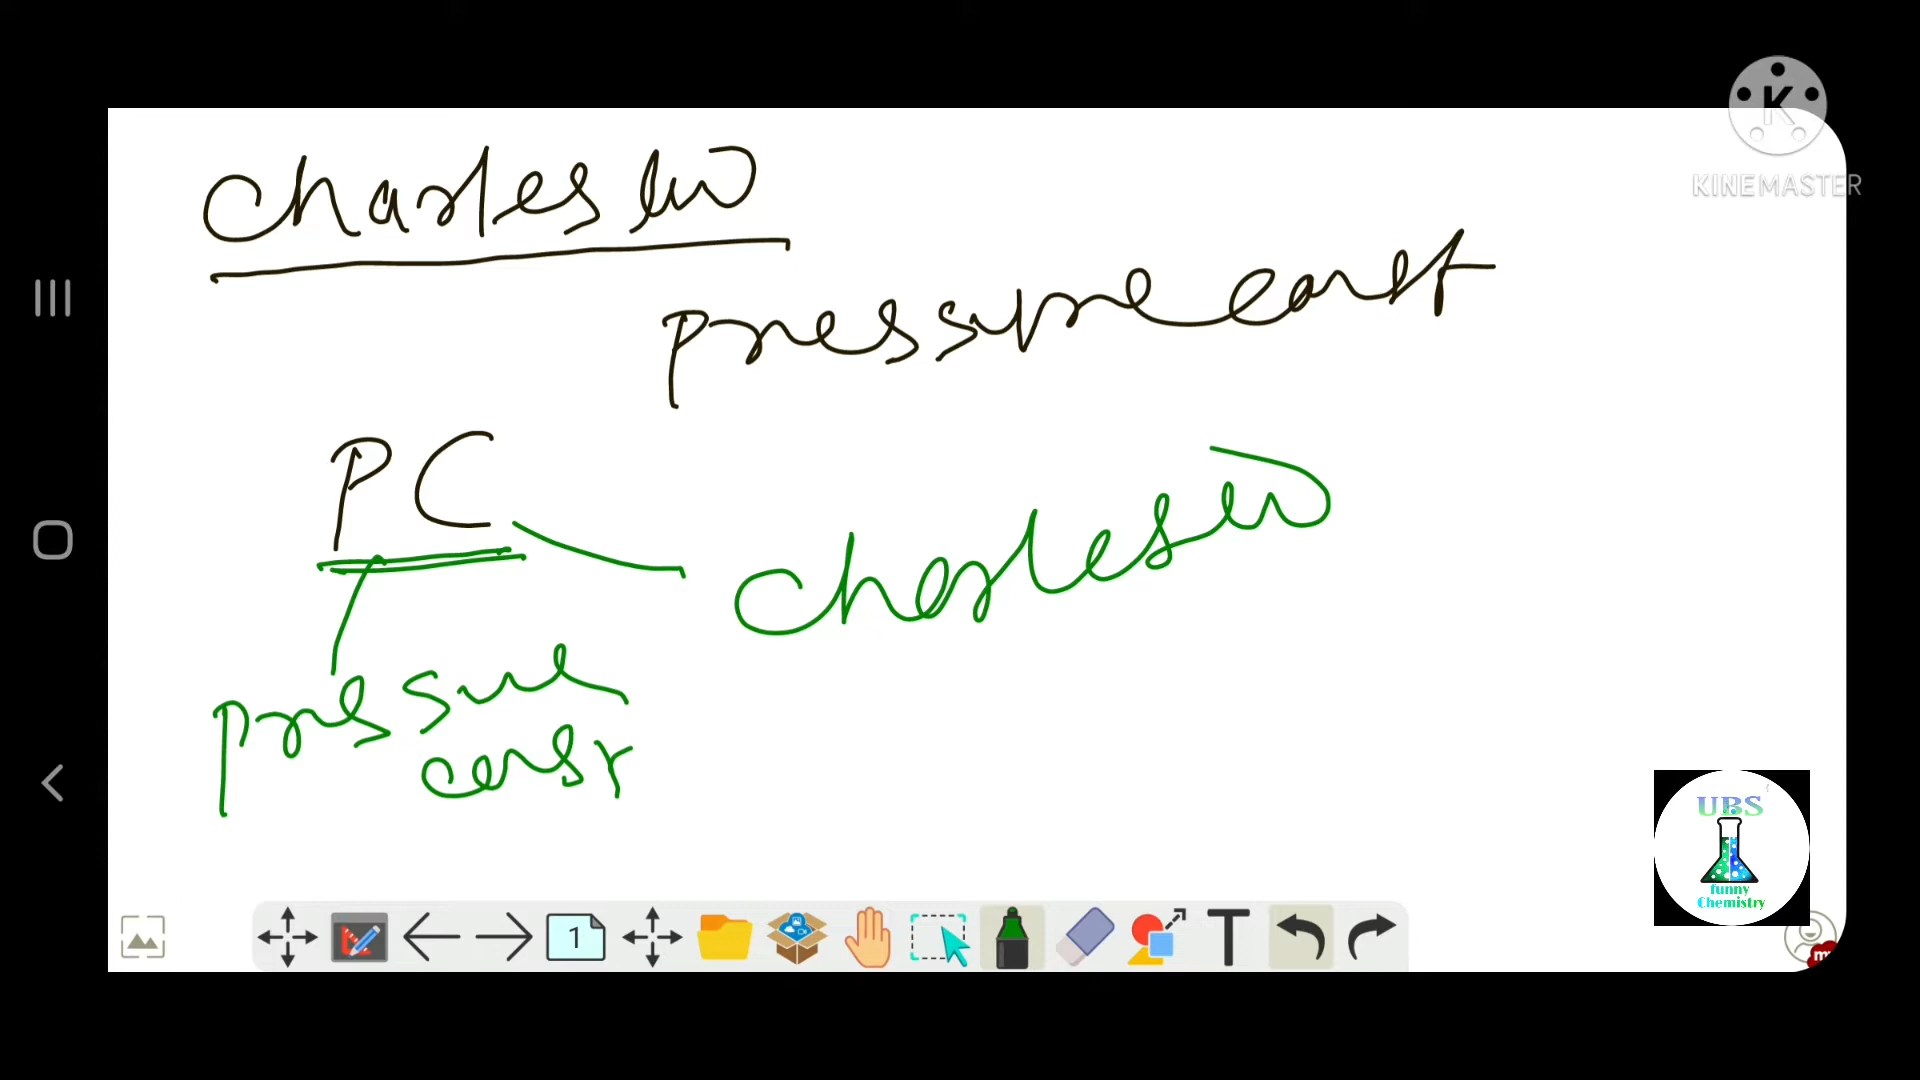 Charles law
pressure const
PC
Charles law
pressure
const
KINEMASTER
UBS
funny
Chemistry
1
T